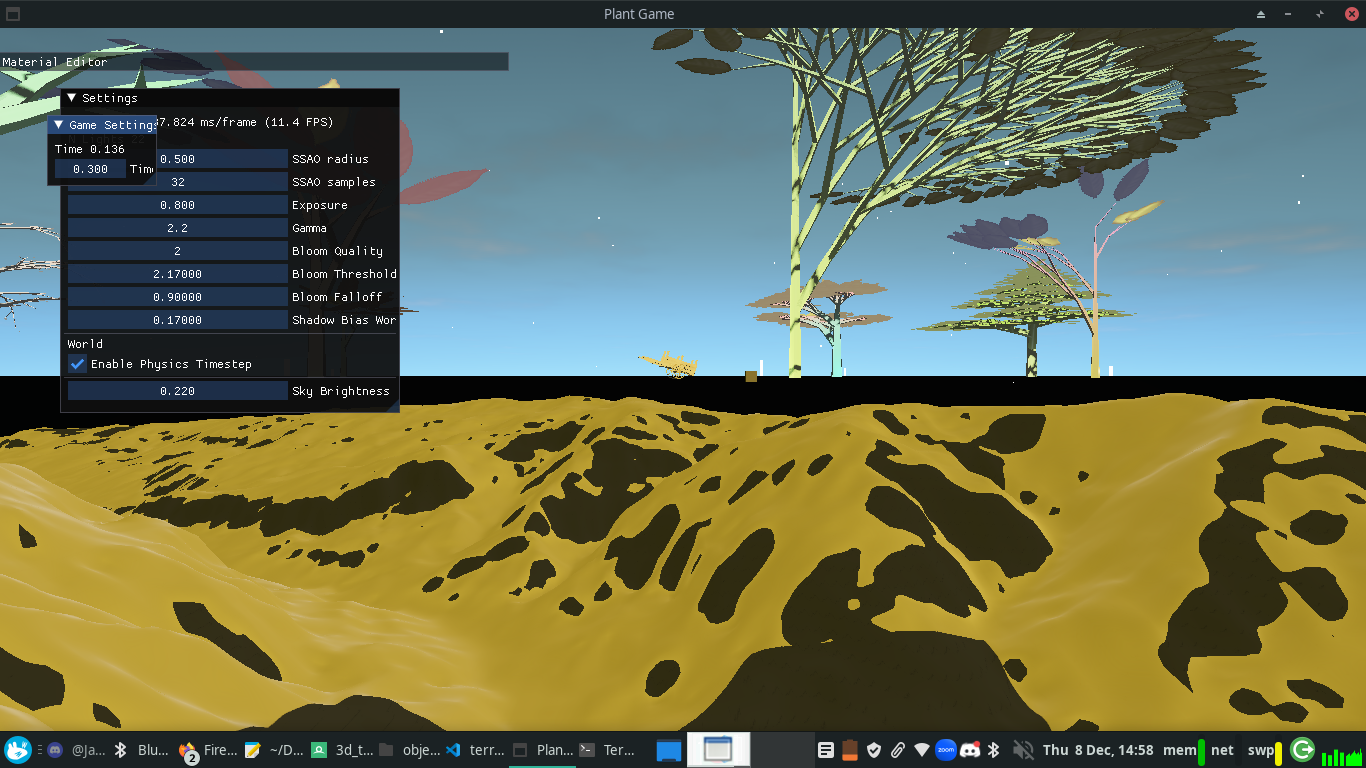 Plant Game
Material Editor
Settings
7.824 ms/frame (11.4 FPS)
Game Setting
Time 0.136
0.300 Tim
0.500 SSAO radius
32 SSAO samples
0.800 Exposure
2.2 Gamma
2 Bloom Quality
2.17000 Bloom Threshold
0.90000 Bloom Falloff
0.17000 Shadow Bias Wor
World
Enable Physics Timestep
0.220 Sky Brightness
@Ja... Blu... 2 Fire... ~/D... 3d_t... obje... terr... Plan... Ter... zoom Thu 8 Dec, 14:58 mem net swp